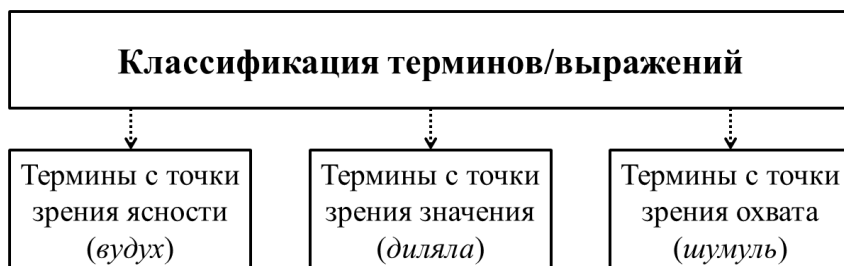 Классификация терминов/выражений
Термины с точки
зрения ясности
(вудух)
Термины с точки
зрения значения
(диляла)
Термины с точки
зрения охвата
(шумуль)